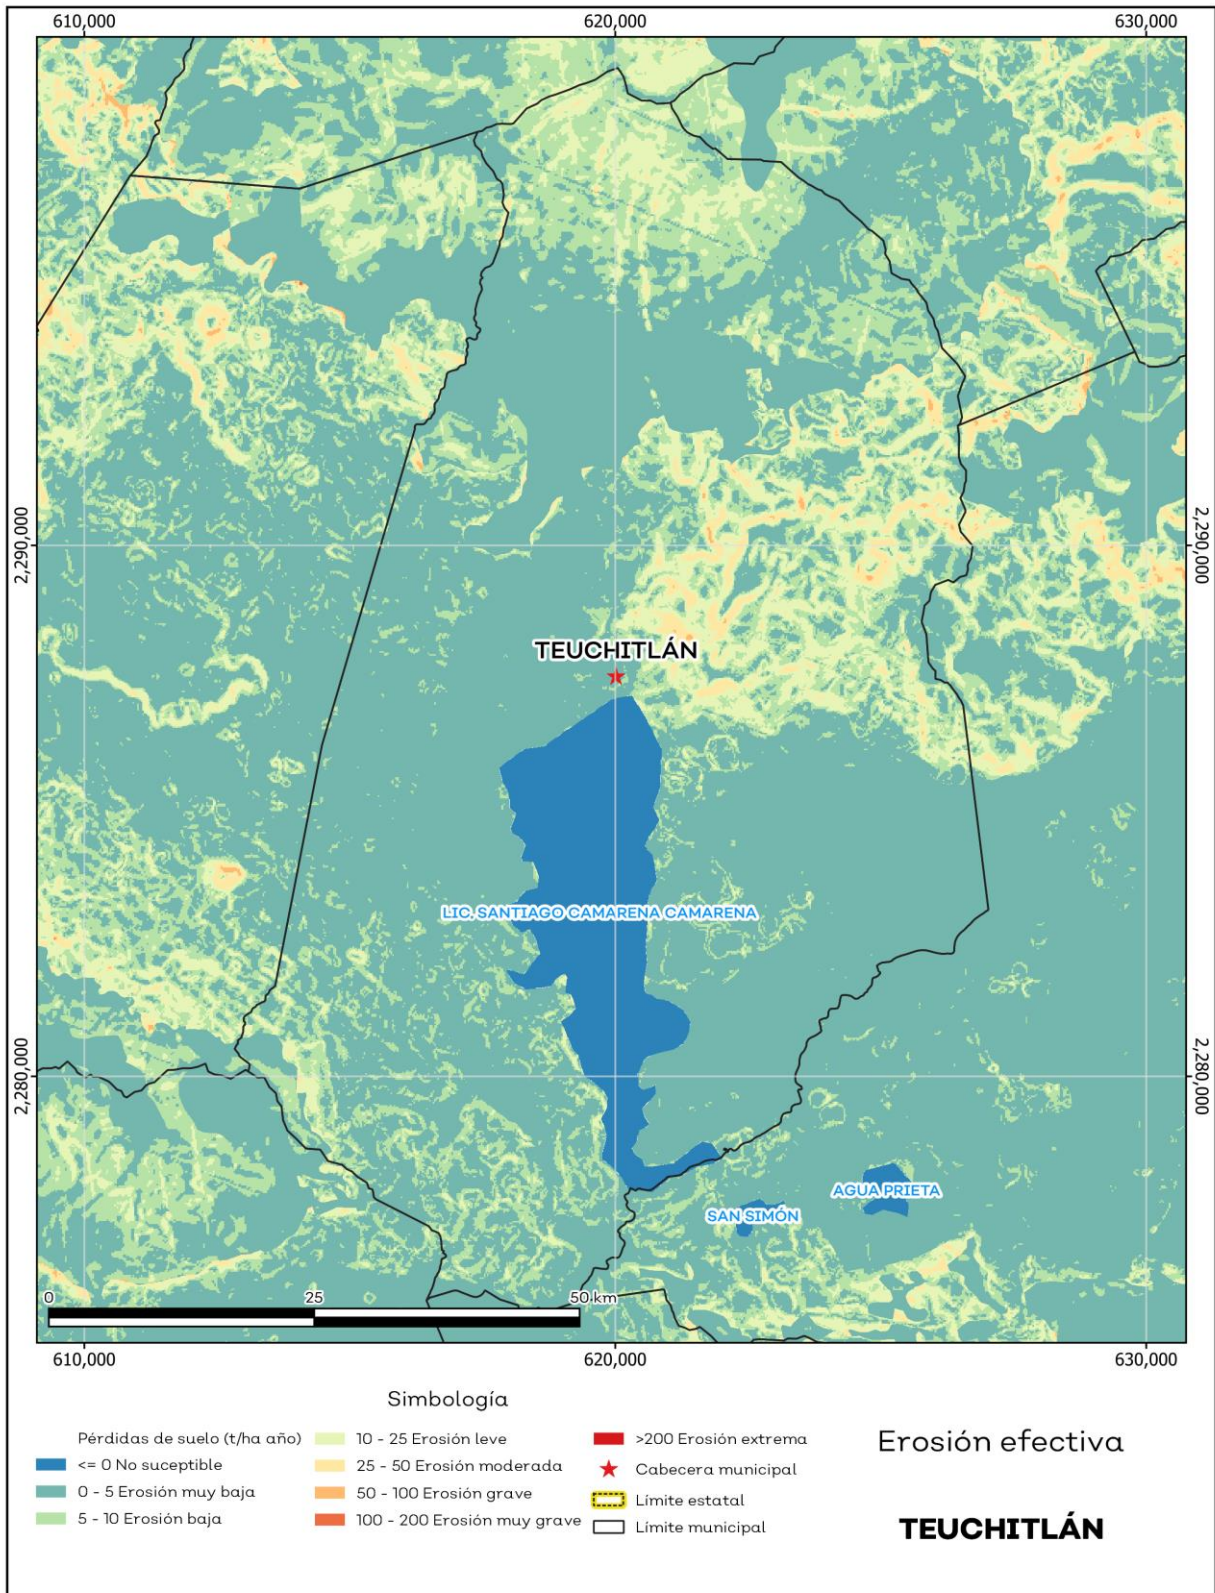 610,000
620,000
630,000
2,290,000
2,290,000
TEUCHITLÁN
LIC. SANTIAGO CAMARENA CAMARENA
2,280,000
2,280,000
AGUA PRIETA
SAN SIMÓN
0
25
50 km
610,000
620,000
630,000
Simbología
Pérdidas de suelo (t/ha año)
<= 0 No suceptible
0 - 5 Erosión muy baja
5 - 10 Erosión baja
10 - 25 Erosión leve
25 - 50 Erosión moderada
50 - 100 Erosión grave
100 - 200 Erosión muy grave
>200 Erosión extrema
Cabecera municipal
Límite estatal
Límite municipal
Erosión efectiva
TEUCHITLÁN